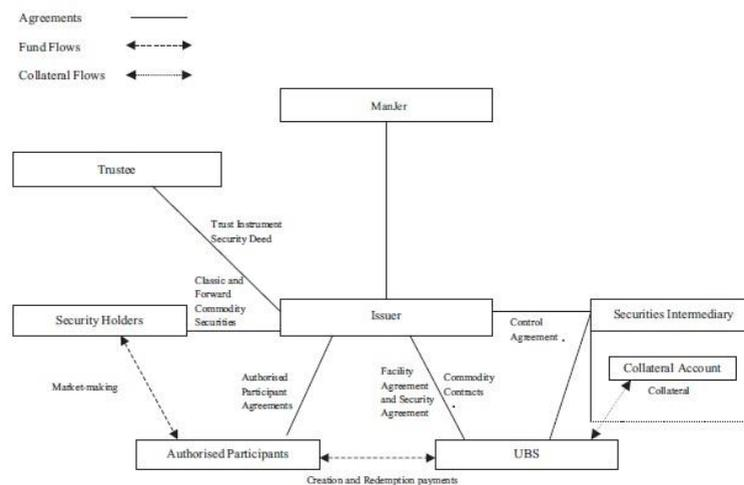 Agreements
Fund Flows
Collateral Flows
ManJer
Trustee
Trust Instrument
Security Deed
Classic and
Forward
Commodity
Securities
Security Holders
Issuer
Securities Intermediary
Control
Agreement
Collateral Account
Collateral
Market-making
Authorised
Participant
Agreements
Facility
Agreement
and Security
Agreement
Commodity
Contracts
Authorised Participants
UBS
Creation and Redemption payments